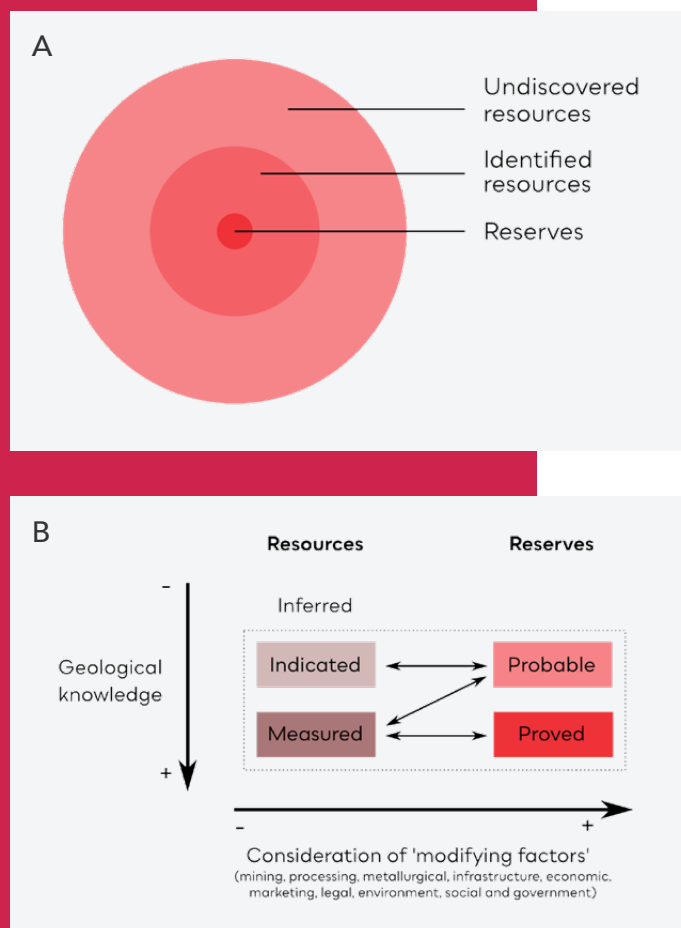 A
Undiscovered
resources
Identified
resources
Reserves
B
Resources
Reserves
-
Inferred
Geological
knowledge
Indicated
Probable
Measured
Proved
+
-
+
Consideration of 'modifying factors'
(mining, processing, metallurgical, infrastructure, economic,
marketing, legal, environment, social and government)